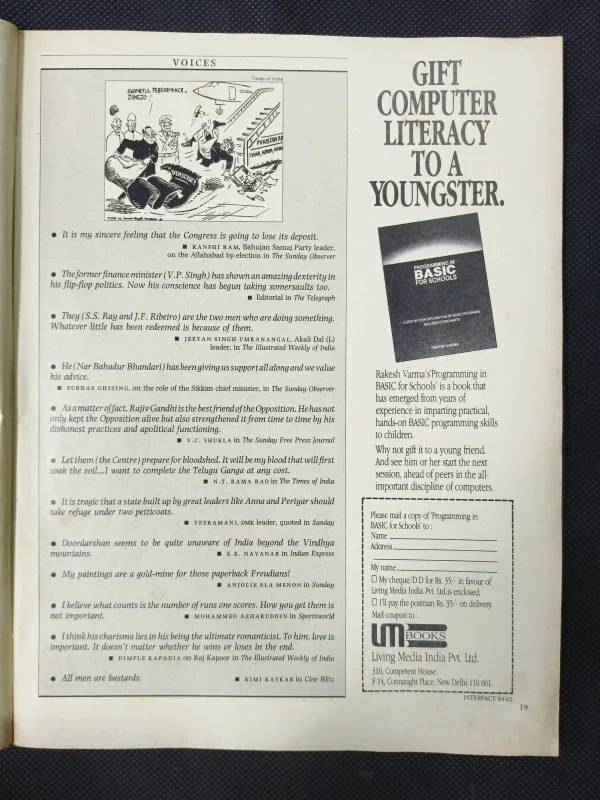 VOICES
Times of India
SHAMEFUL PERFORMANCE,
JUNEJO!
DEMOCRACY
PAKISTAN
● It is my sincere feeling that the Congress is going to lose its deposit.
■ KANSHI RAM, Bahujan Samaj Party leader,
on the Allahabad by-election in The Sunday Observer
● The former finance minister (V.P. Singh) has shown an amazing dexterity in
his flip-flop politics. Now his conscience has begun taking somersaults too.
■ Editorial in The Telegraph
● They (S.S. Ray and J.F. Ribeiro) are the two men who are doing something.
Whatever little has been redeemed is because of them.
■ JEEVAN SINGH UMRANANGAL, Akali Dal (L)
leader, in The Illustrated Weekly of India
● He (Nar Bahadur Bhandari) has been giving us support all along and we value
his advice.
■ SUBHAS GHISING, on the role of the Sikkim chief minister, in The Sunday Observer
● As a matter of fact, Rajiv Gandhi is the best friend of the Opposition. He has not
only kept the Opposition alive but also strengthened it from time to time by his
dishonest practices and apolitical functioning.
■ V.C. SHUKLA in The Sunday Free Press Journal
● Let them (the Centre) prepare for bloodshed. It will be my blood that will first
soak the soil...I want to complete the Telugu Ganga at any cost.
■ N.T. RAMA RAO in The Times of India
● It is tragic that a state built up by great leaders like Anna and Periyar should
take refuge under two petticoats.
■ VEERAMANI, DMK leader, quoted in Sunday
● Doordarshan seems to be quite unaware of India beyond the Vindhya
mountains. ■ E.K. NAYANAR in Indian Express
● My paintings are a gold-mine for those paperback Freudians!
■ ANJOLIE ELA MENON in Sunday
● I believe what counts is the number of runs one scores. How you get them is
not important. ■ MOHAMMED AZHARUDDIN in Sportsworld
● I think his charisma lies in his being the ultimate romanticist. To him, love is
important. It doesn't matter whether he wins or loses in the end.
■ DIMPLE KAPADIA on Raj Kapoor in The Illustrated Weekly of India
● All men are bastards. ■ KIMI KATKAR in Cine Blitz
GIFT
COMPUTER
LITERACY
TO A
YOUNGSTER.
PROGRAMMING IN
BASIC
FOR SCHOOLS
A STEP BY STEP EXPLANATION OF BASIC PROGRAMS
INCLUDES FLOWCHARTS
RAKESH VARMA
Rakesh Varma's 'Programming in
BASIC for Schools' is a book that
has emerged from years of
experience in imparting practical,
hands-on BASIC programming skills
to children.
Why not gift it to a young friend.
And see him or her start the next
session, ahead of peers in the all-
important discipline of computers.
Please mail a copy of 'Programming in
BASIC for Schools' to :
Name
Address
My name
☐ My cheque/D.D for Rs. 35/- in favour of
Living Media India Pvt. Ltd. is enclosed.
☐ I'll pay the postman Rs. 35/- on delivery.
Mail coupon to :
LM BOOKS
Living Media India Pvt. Ltd.
316, Competent House,
F-14, Connaught Place, New Delhi-110 001.
INTERFACE 8440
19